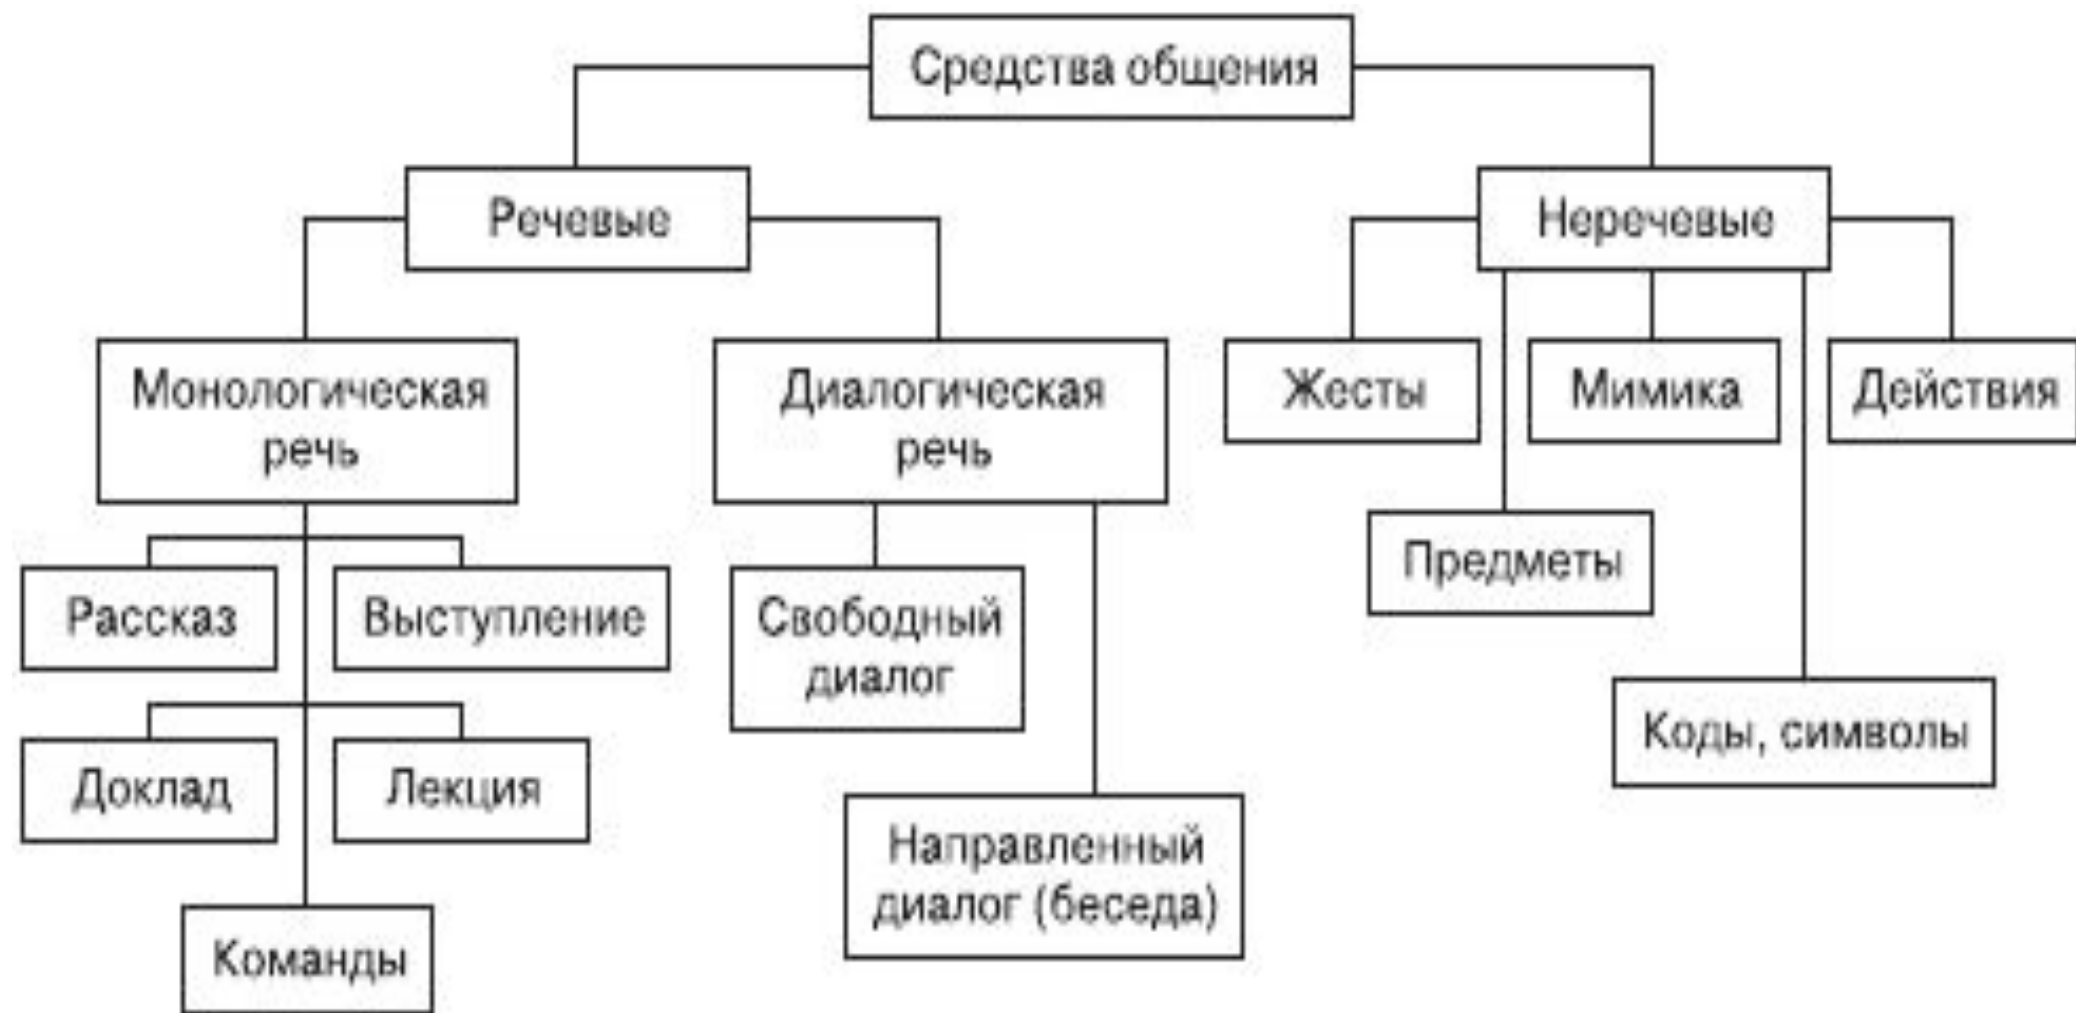 Средства общения
Речевые
Неречевые
Монологическая
речь
Диалогическая
речь
Жесты
Мимика
Действия
Предметы
Рассказ
Выступление
Свободный
диалог
Коды, символы
Доклад
Лекция
Направленный
диалог (беседа)
Команды